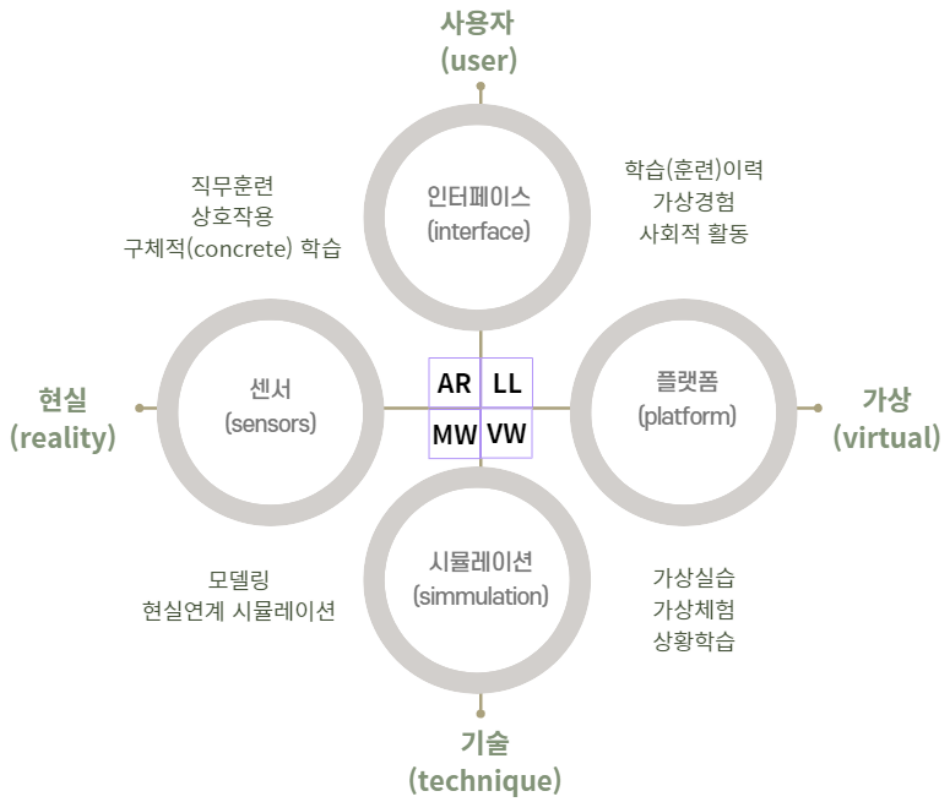 사용자
(user)
인터페이스
(interface)
직무훈련
상호작용
구체적(concrete) 학습
학습(훈련)이력
가상경험
사회적 활동
현실
(reality)
센서
(sensors)
AR LL
MW VW
플랫폼
(platform)
가상
(virtual)
시뮬레이션
(simmulation)
모델링
현실연계 시뮬레이션
가상실습
가상체험
상황학습
기술
(technique)